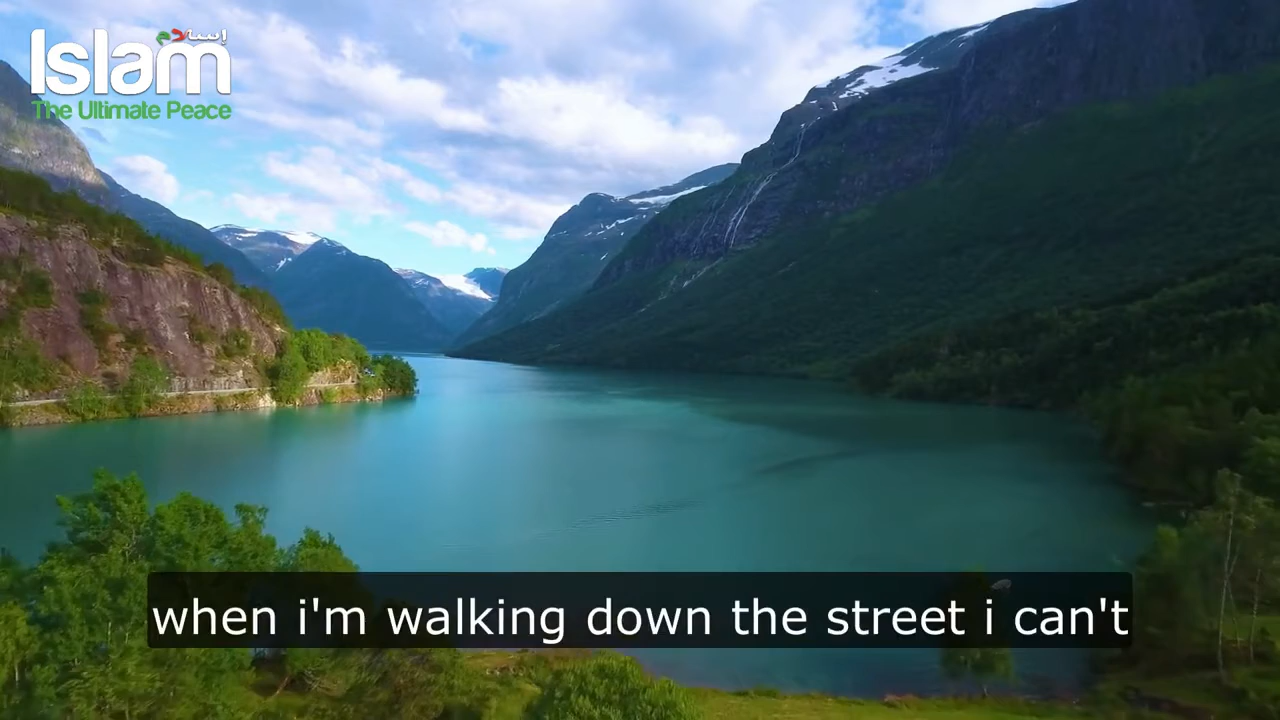 إسلام
Islam
The Ultimate Peace
when i'm walking down the street i can't